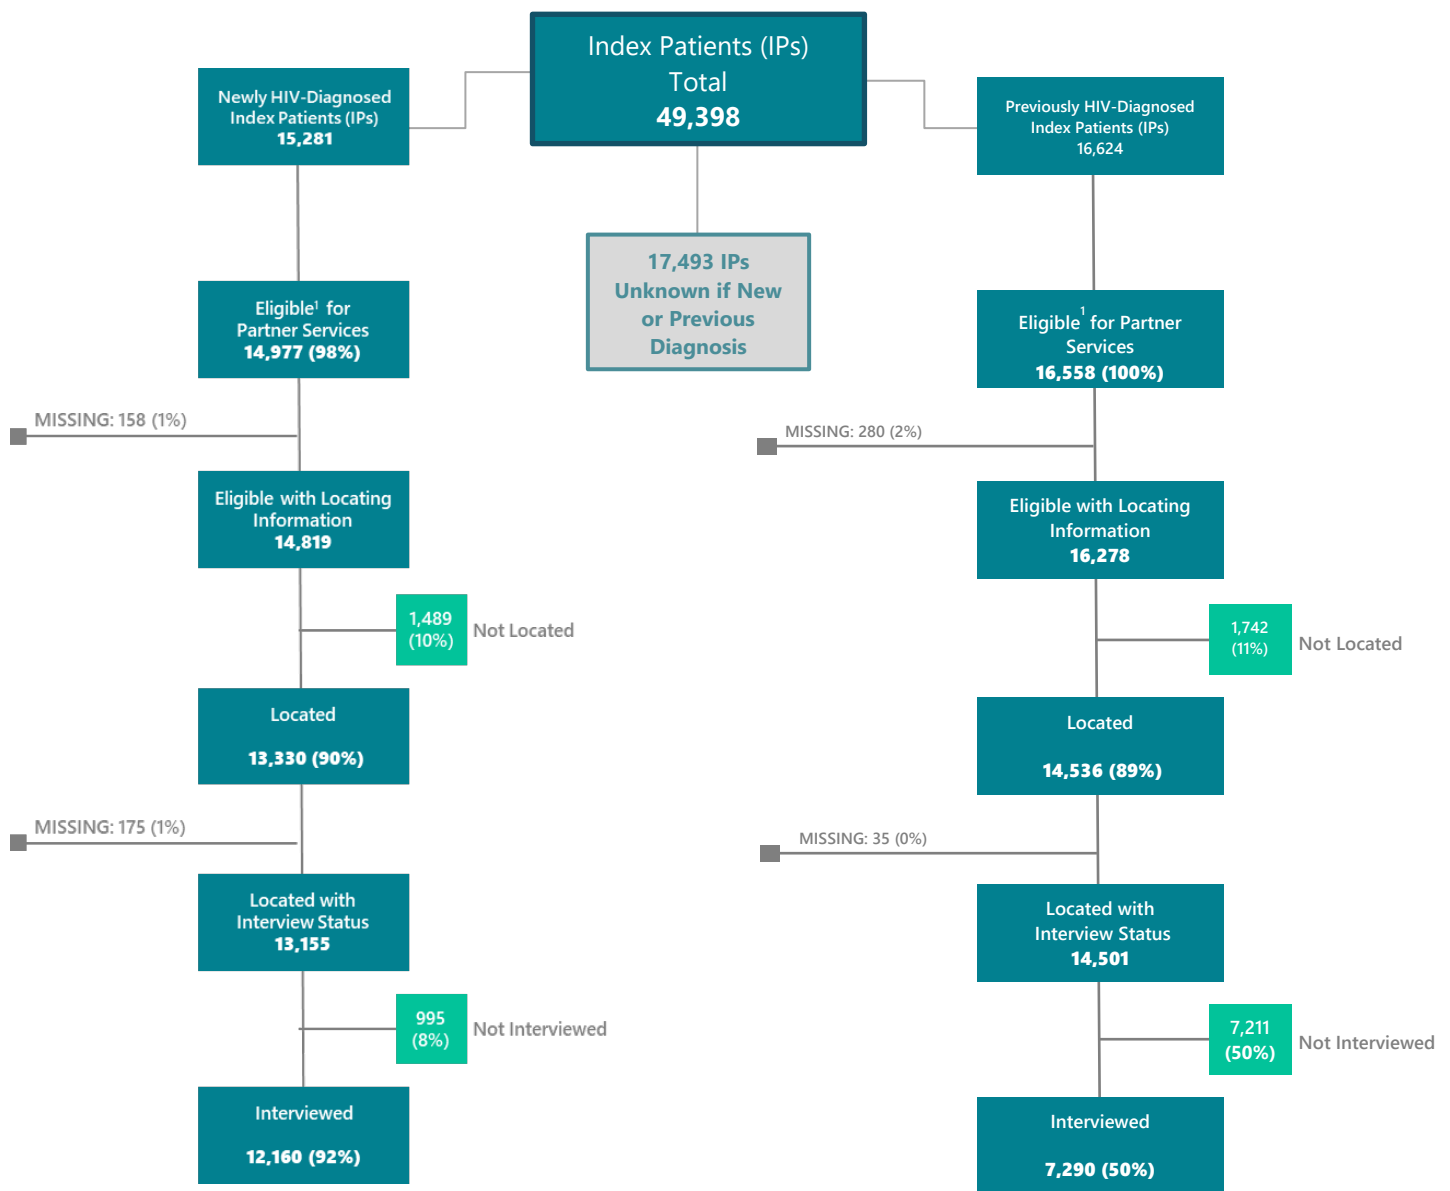 Index Patients (IPs)
Total
49,398
Newly HIV-Diagnosed
Index Patients (IPs)
15,281
Previously HIV-Diagnosed
Index Patients (IPs)
16,624
17,493 IPs
Unknown if New
or Previous
Diagnosis
Eligible¹ for
Partner Services
14,977 (98%)
MISSING: 158 (1%)
Eligible with Locating
Information
14,819
1,489
(10%)
Not Located
Located
13,330 (90%)
MISSING: 175 (1%)
Located with
Interview Status
13,155
995
(8%)
Not Interviewed
Interviewed
12,160 (92%)
Eligible¹ for Partner
Services
16,558 (100%)
MISSING: 280 (2%)
Eligible with Locating
Information
16,278
1,742
(11%)
Not Located
Located
14,536 (89%)
MISSING: 35 (0%)
Located with
Interview Status
14,501
7,211
(50%)
Not Interviewed
Interviewed
7,290 (50%)